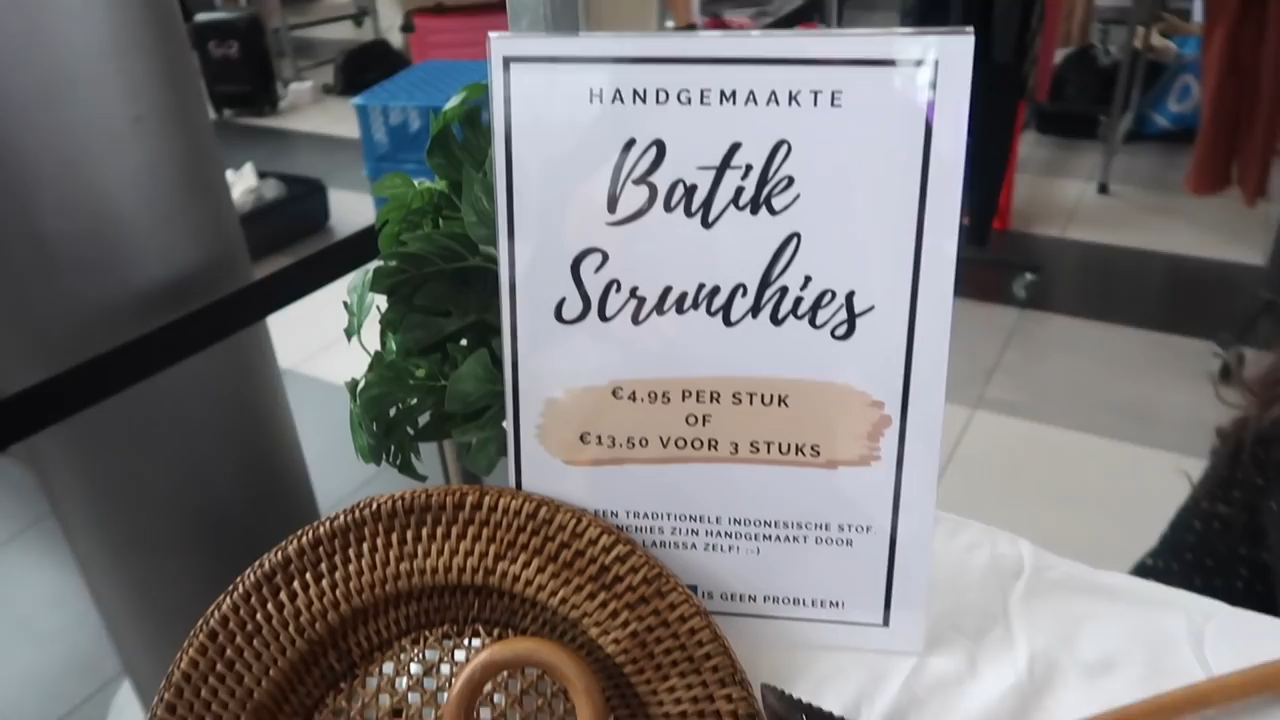 HANDGEMAAKTE
Batik
Scrunchies
€4.95 PER STUK
OF
€13.50 VOOR 3 STUKS
EEN TRADITIONELE INDONESISCHE STOF.
ZIJN HANDGEMAAKT DOOR
LARISSA ZELF! :-)
IS GEEN PROBLEEM!